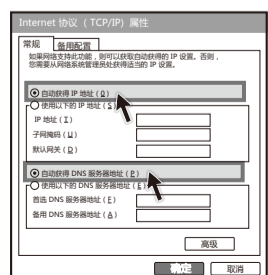 Internet 协议 （ TCP/IP) 属性
常规 备用配置
如果网络支持此功能，则可以获取自动获得的 IP 设置。否则，
您需要从网络系统管理员处获得适当的 IP 设置。
自动获得 IP 地址 ( O )
使用以下的 IP 地址 ( S )
IP 地址 ( I )
子网掩码 ( U )
默认网关 ( D )
自动获得 DNS 服务器地址 ( P )
使用以下的 DNS 服务器地址 ( E )
首选 DNS 服务器地址 ( F )
备用 DNS 服务器地址 ( A )
高级
确定 取消